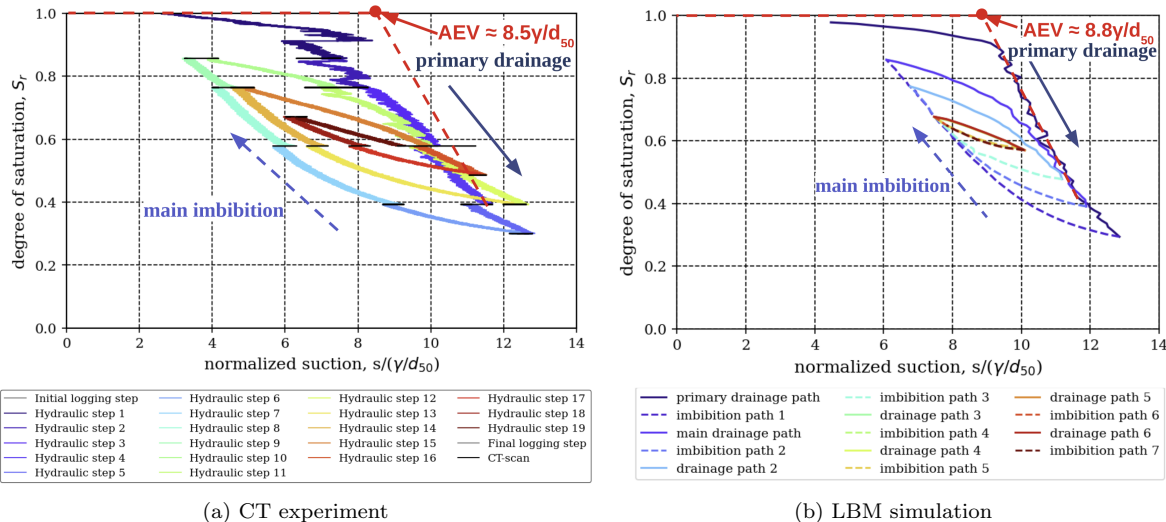 1.0
0.8
0.6
0.4
0.2
0.0
degree of saturation, Sr
AEV ≈ 8.5γ/d50
primary drainage
main imbibition
0 2 4 6 8 10 12 14
normalized suction, s/(γ/d50)
Initial logging step
Hydraulic step 1
Hydraulic step 2
Hydraulic step 3
Hydraulic step 4
Hydraulic step 5
Hydraulic step 6
Hydraulic step 7
Hydraulic step 8
Hydraulic step 9
Hydraulic step 10
Hydraulic step 11
Hydraulic step 12
Hydraulic step 13
Hydraulic step 14
Hydraulic step 15
Hydraulic step 16
Hydraulic step 17
Hydraulic step 18
Hydraulic step 19
Final logging step
CT-scan
(a) CT experiment
1.0
0.8
0.6
0.4
0.2
0.0
degree of saturation, Sr
AEV ≈ 8.8γ/d50
primary drainage
main imbibition
0 2 4 6 8 10 12 14
normalized suction, s/(γ/d50)
primary drainage path
imbibition path 1
main drainage path
imbibition path 2
drainage path 2
imbibition path 3
drainage path 3
imbibition path 4
drainage path 4
imbibition path 5
drainage path 5
imbibition path 6
drainage path 6
imbibition path 7
(b) LBM simulation